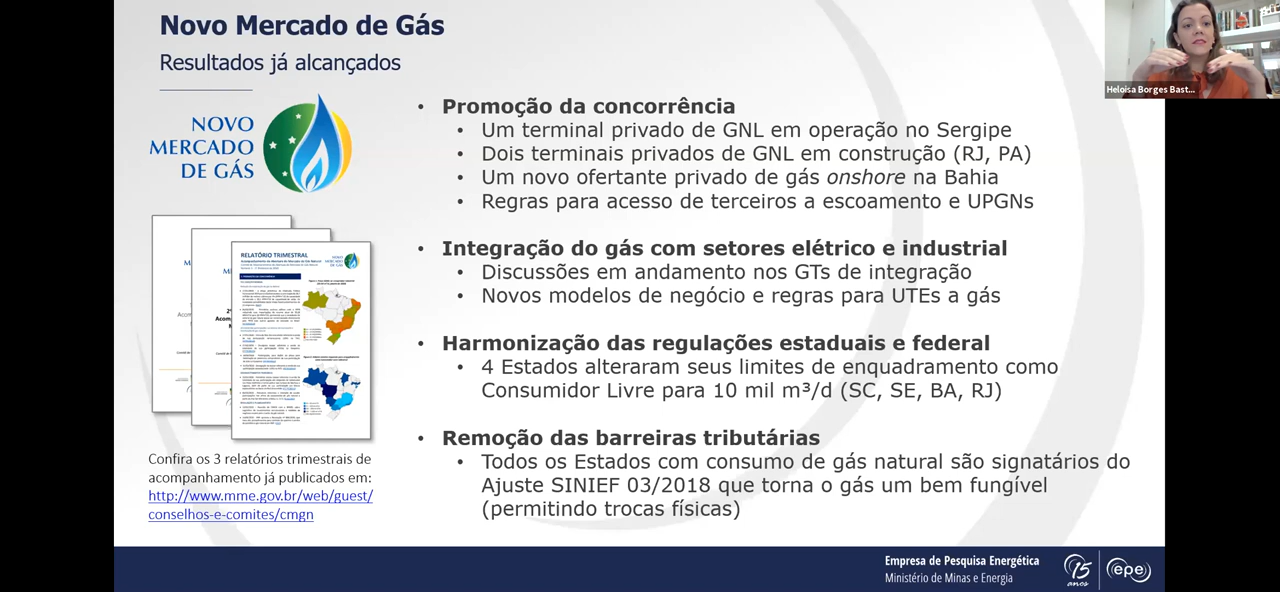 Novo Mercado de Gás
Resultados já alcançados
Heloisa Borges Bast...
NOVO
MERCADO
DE GÁS
• Promoção da concorrência
• Um terminal privado de GNL em operação no Sergipe
• Dois terminais privados de GNL em construção (RJ, PA)
• Um novo ofertante privado de gás onshore na Bahia
• Regras para acesso de terceiros a escoamento e UPGNs
• Integração do gás com setores elétrico e industrial
• Discussões em andamento nos GTs de integração
• Novos modelos de negócio e regras para UTEs a gás
• Harmonização das regulações estaduais e federal
• 4 Estados alteraram seus limites de enquadramento como
Consumidor Livre para 10 mil m³/d (SC, SE, BA, RJ)
• Remoção das barreiras tributárias
• Todos os Estados com consumo de gás natural são signatários do
Ajuste SINIEF 03/2018 que torna o gás um bem fungível
(permitindo trocas físicas)
RELATÓRIO TRIMESTRAL
NOVO
MERCADO
DE GÁS
Confira os 3 relatórios trimestrais de
acompanhamento já publicados em:
http://www.mme.gov.br/web/guest/
conselhos-e-comites/cmgn
Empresa de Pesquisa Energética
Ministério de Minas e Energia
15
anos
epe